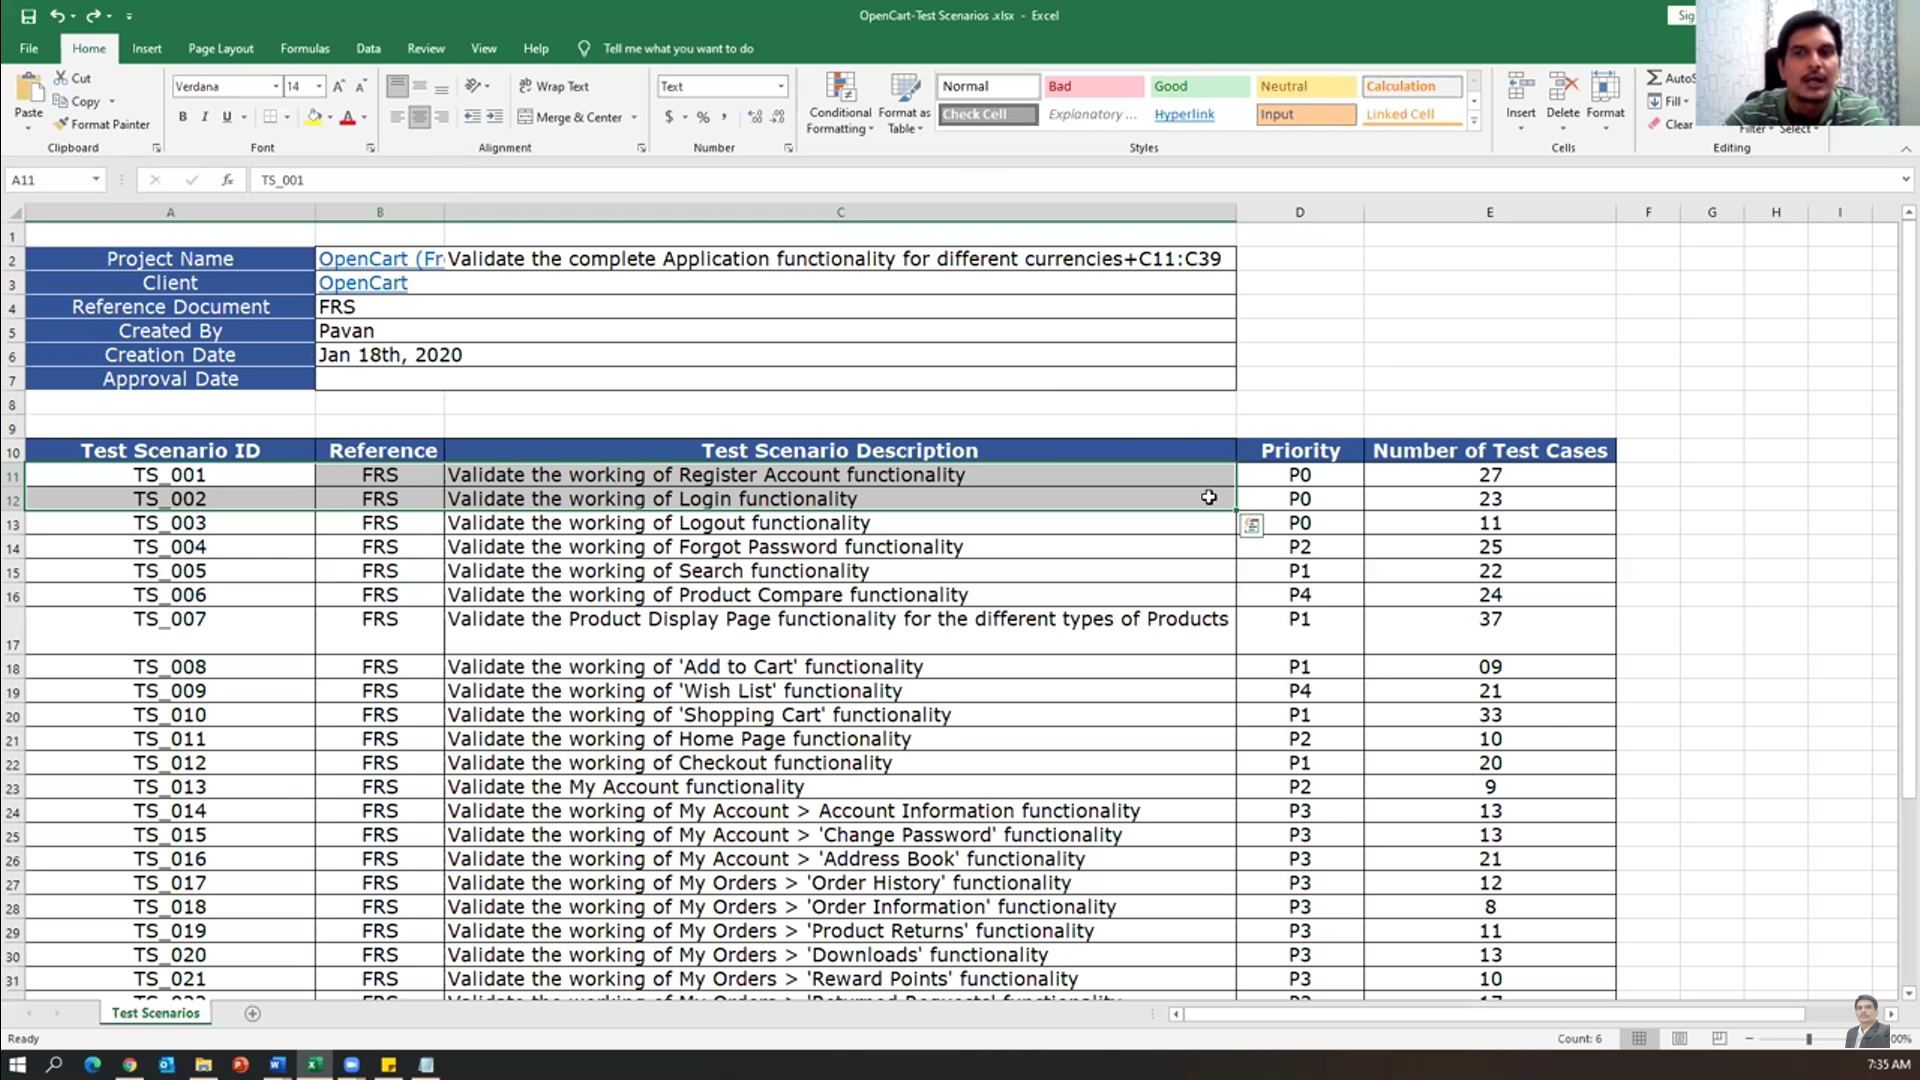 OpenCart-Test Scenarios .xlsx - Excel
Sig
File Home Insert Page Layout Formulas Data Review View Help Tell me what you want to do
Paste
Cut
Copy
Format Painter
Clipboard
Verdana 14
B I U
Font
Wrap Text
Merge & Center
Alignment
Text
$ % ,
Number
Conditional Formatting
Format as Table
Normal Bad Good Neutral Calculation
Check Cell Explanatory ... Hyperlink Input Linked Cell
Styles
Insert Delete Format
Cells
AutoS
Fill
Clear
Filter Select
Editing
A11 fx TS_001
A B C D E F G H I
1
2 Project Name OpenCart (Fr Validate the complete Application functionality for different currencies+C11:C39
3 Client OpenCart
4 Reference Document FRS
5 Created By Pavan
6 Creation Date Jan 18th, 2020
7 Approval Date
8
9
10 Test Scenario ID Reference Test Scenario Description Priority Number of Test Cases
11 TS_001 FRS Validate the working of Register Account functionality P0 27
12 TS_002 FRS Validate the working of Login functionality P0 23
13 TS_003 FRS Validate the working of Logout functionality P0 11
14 TS_004 FRS Validate the working of Forgot Password functionality P2 25
15 TS_005 FRS Validate the working of Search functionality P1 22
16 TS_006 FRS Validate the working of Product Compare functionality P4 24
17 TS_007 FRS Validate the Product Display Page functionality for the different types of Products P1 37
18 TS_008 FRS Validate the working of 'Add to Cart' functionality P1 09
19 TS_009 FRS Validate the working of 'Wish List' functionality P4 21
20 TS_010 FRS Validate the working of 'Shopping Cart' functionality P1 33
21 TS_011 FRS Validate the working of Home Page functionality P2 10
22 TS_012 FRS Validate the working of Checkout functionality P1 20
23 TS_013 FRS Validate the My Account functionality P2 9
24 TS_014 FRS Validate the working of My Account > Account Information functionality P3 13
25 TS_015 FRS Validate the working of My Account > 'Change Password' functionality P3 13
26 TS_016 FRS Validate the working of My Account > 'Address Book' functionality P3 21
27 TS_017 FRS Validate the working of My Orders > 'Order History' functionality P3 12
28 TS_018 FRS Validate the working of My Orders > 'Order Information' functionality P3 8
29 TS_019 FRS Validate the working of My Orders > 'Product Returns' functionality P3 11
30 TS_020 FRS Validate the working of My Orders > 'Downloads' functionality P3 13
31 TS_021 FRS Validate the working of My Orders > 'Reward Points' functionality P3 10
Test Scenarios
Ready Count: 6 00%
7:35 AM